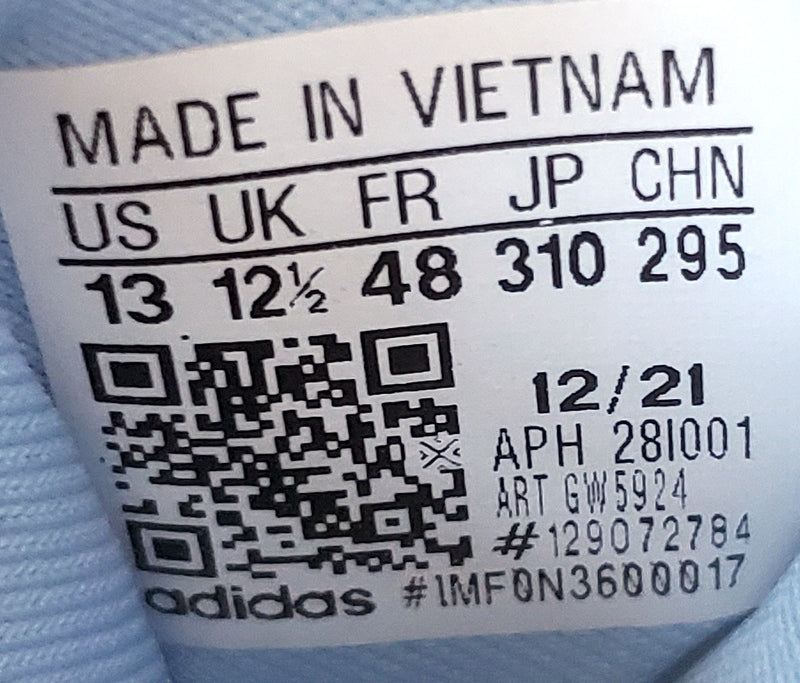 MADE IN VIETNAM
US UK FR JP CHN
13 12½ 48 310 295
12/21
APH 28I001
ART GW5924
#129072784
adidas #1MF0N3600017